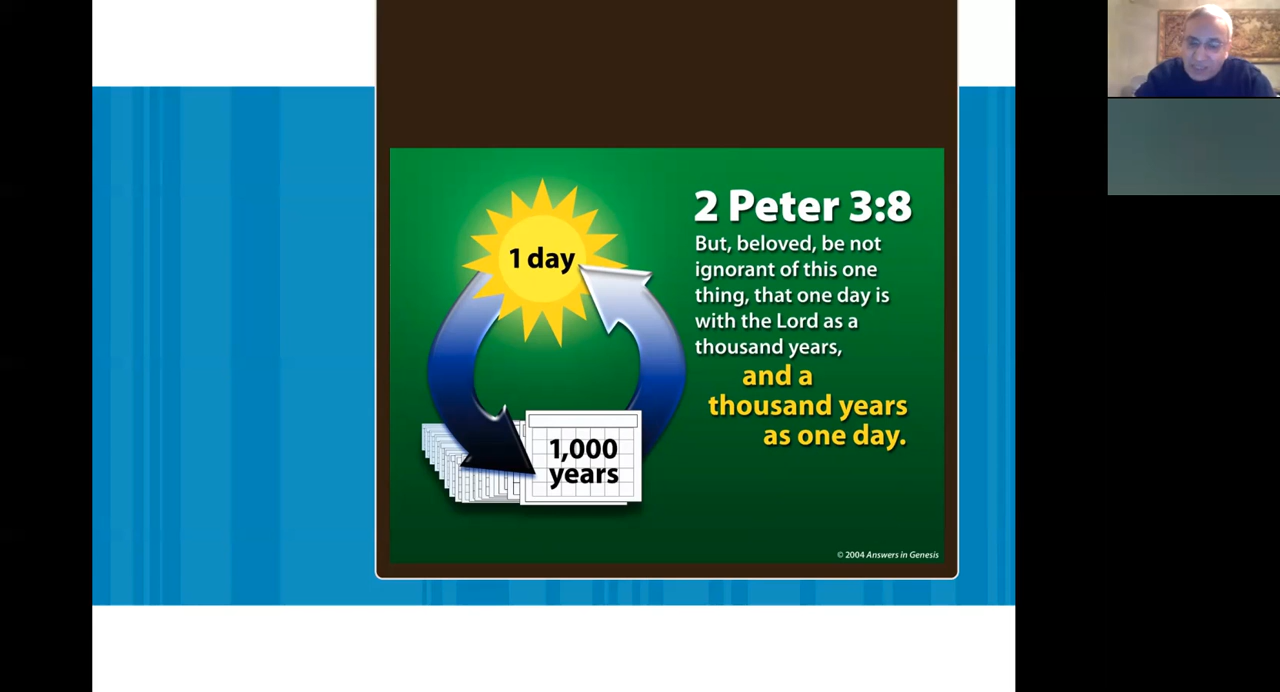 1 day
1,000
years
2 Peter 3:8
But, beloved, be not
ignorant of this one
thing, that one day is
with the Lord as a
thousand years,
and a
thousand years
as one day.
© 2004 Answers in Genesis